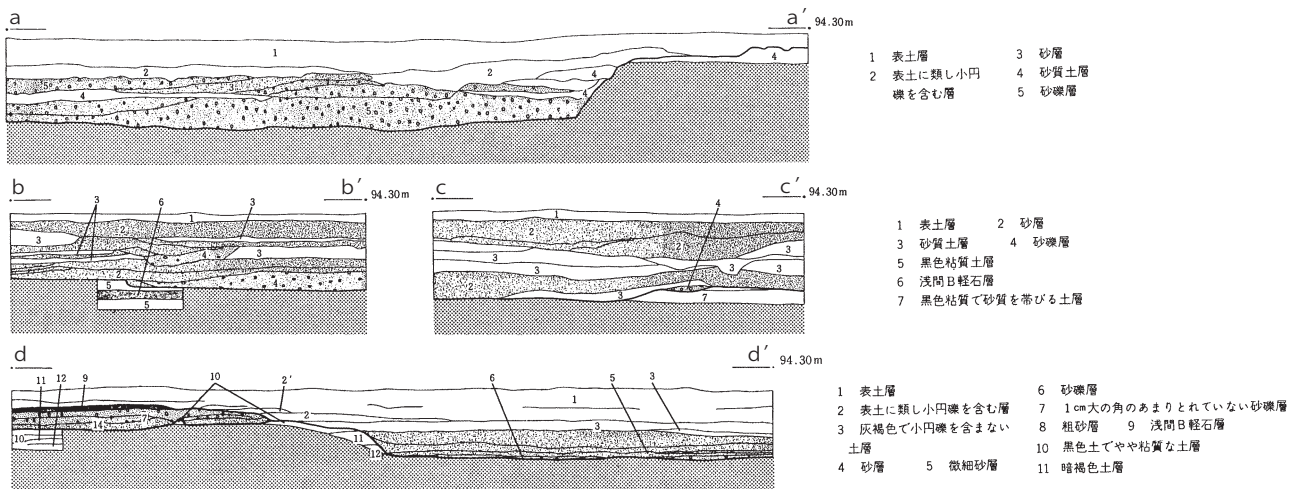 a a′ 94.30m
1
2 2 4 4
5 3
4 4
5
1 表土層 3 砂層
2 表土に類し小円 4 砂質土層
礫を含む層 5 砂礫層
b b′ 94.30m
3 6 3
1
2
3
4 3
2
5 4
5
c c′ 94.30m
4
1
2 2
3 3
3 3 3
2
3 7
1 表土層 2 砂層
3 砂質土層 4 砂礫層
5 黒色粘質土層
6 浅間B軽石層
7 黒色粘質で砂質を帯びる土層
d d′ 94.30m
11 12 9 10 2′ 6 5 3
1
2
7 3
14
10 11
12
1 表土層
2 表土に類し小円礫を含む層
3 灰褐色で小円礫を含まない
土層
4 砂層 5 微細砂層
6 砂礫層
7 1cm大の角のあまりとれていない砂礫層
8 粗砂層 9 浅間B軽石層
10 黒色土でやや粘質な土層
11 暗褐色土層